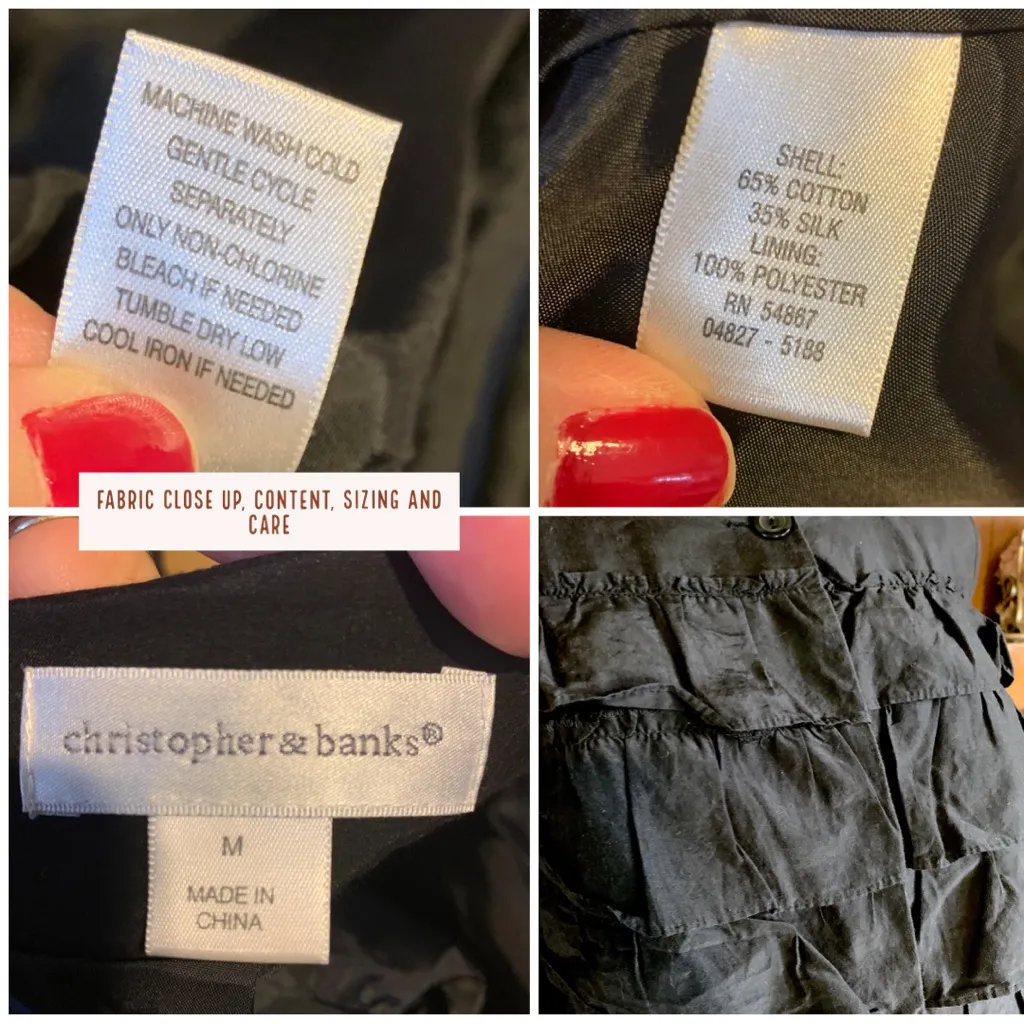 MACHINE WASH COLD
GENTLE CYCLE
SEPARATELY
ONLY NON-CHLORINE
BLEACH IF NEEDED
TUMBLE DRY LOW
COOL IRON IF NEEDED
SHELL:
65% COTTON
35% SILK
LINING:
100% POLYESTER
RN 54867
04827 - 5188
FABRIC CLOSE UP, CONTENT, SIZING AND
CARE
christopher & banks®
M
MADE IN
CHINA